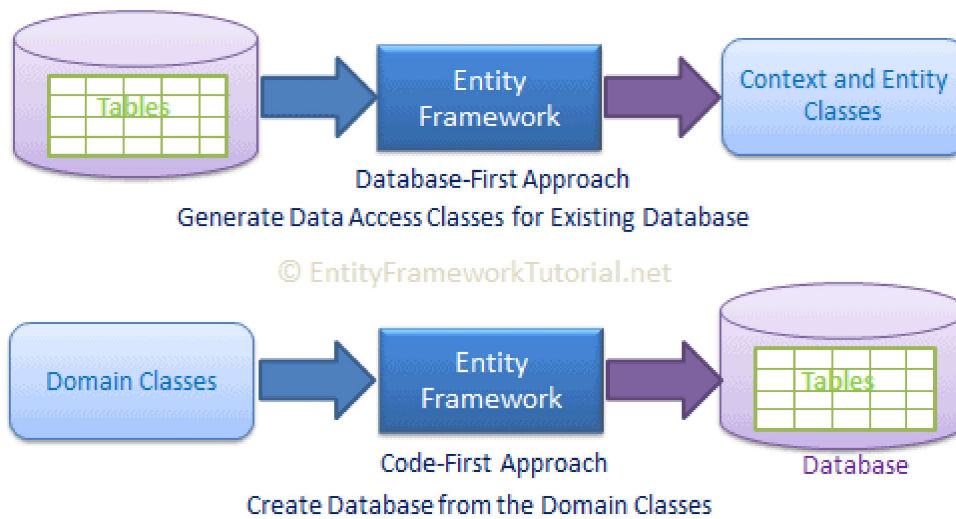 Tables
Entity
Framework
Context and Entity
Classes
Database-First Approach
Generate Data Access Classes for Existing Database
© EntityFrameworkTutorial.net
Domain Classes
Entity
Framework
Tables
Code-First Approach
Database
Create Database from the Domain Classes